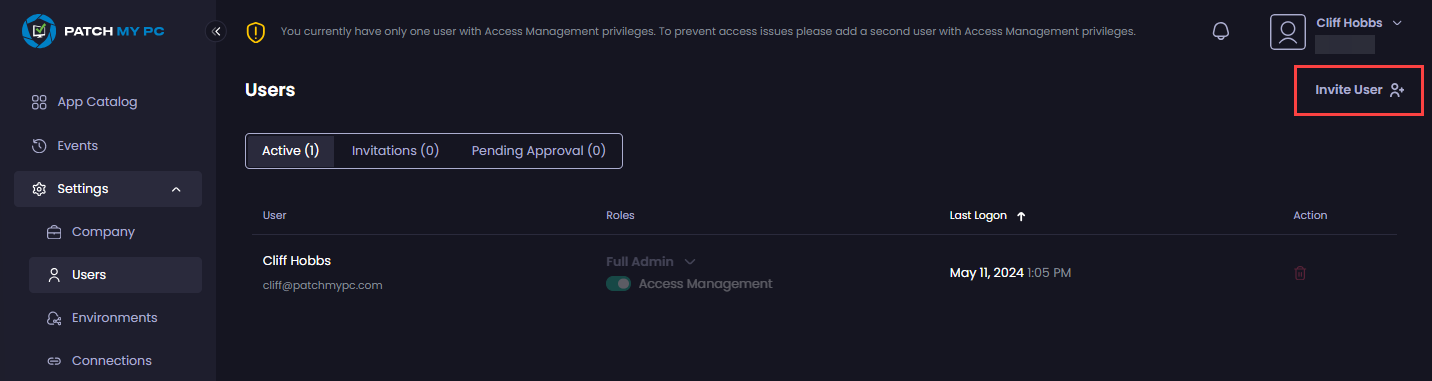 PATCH MY PC
You currently have only one user with Access Management privileges. To prevent access issues please add a second user with Access Management privileges.
Cliff Hobbs
App Catalog
Events
Settings
Company
Users
Environments
Connections
Users
Invite User
Active (1) Invitations (0) Pending Approval (0)
User Roles Last Logon Action
Cliff Hobbs Full Admin
cliff@patchmypc.com Access Management May 11, 2024 1:05 PM